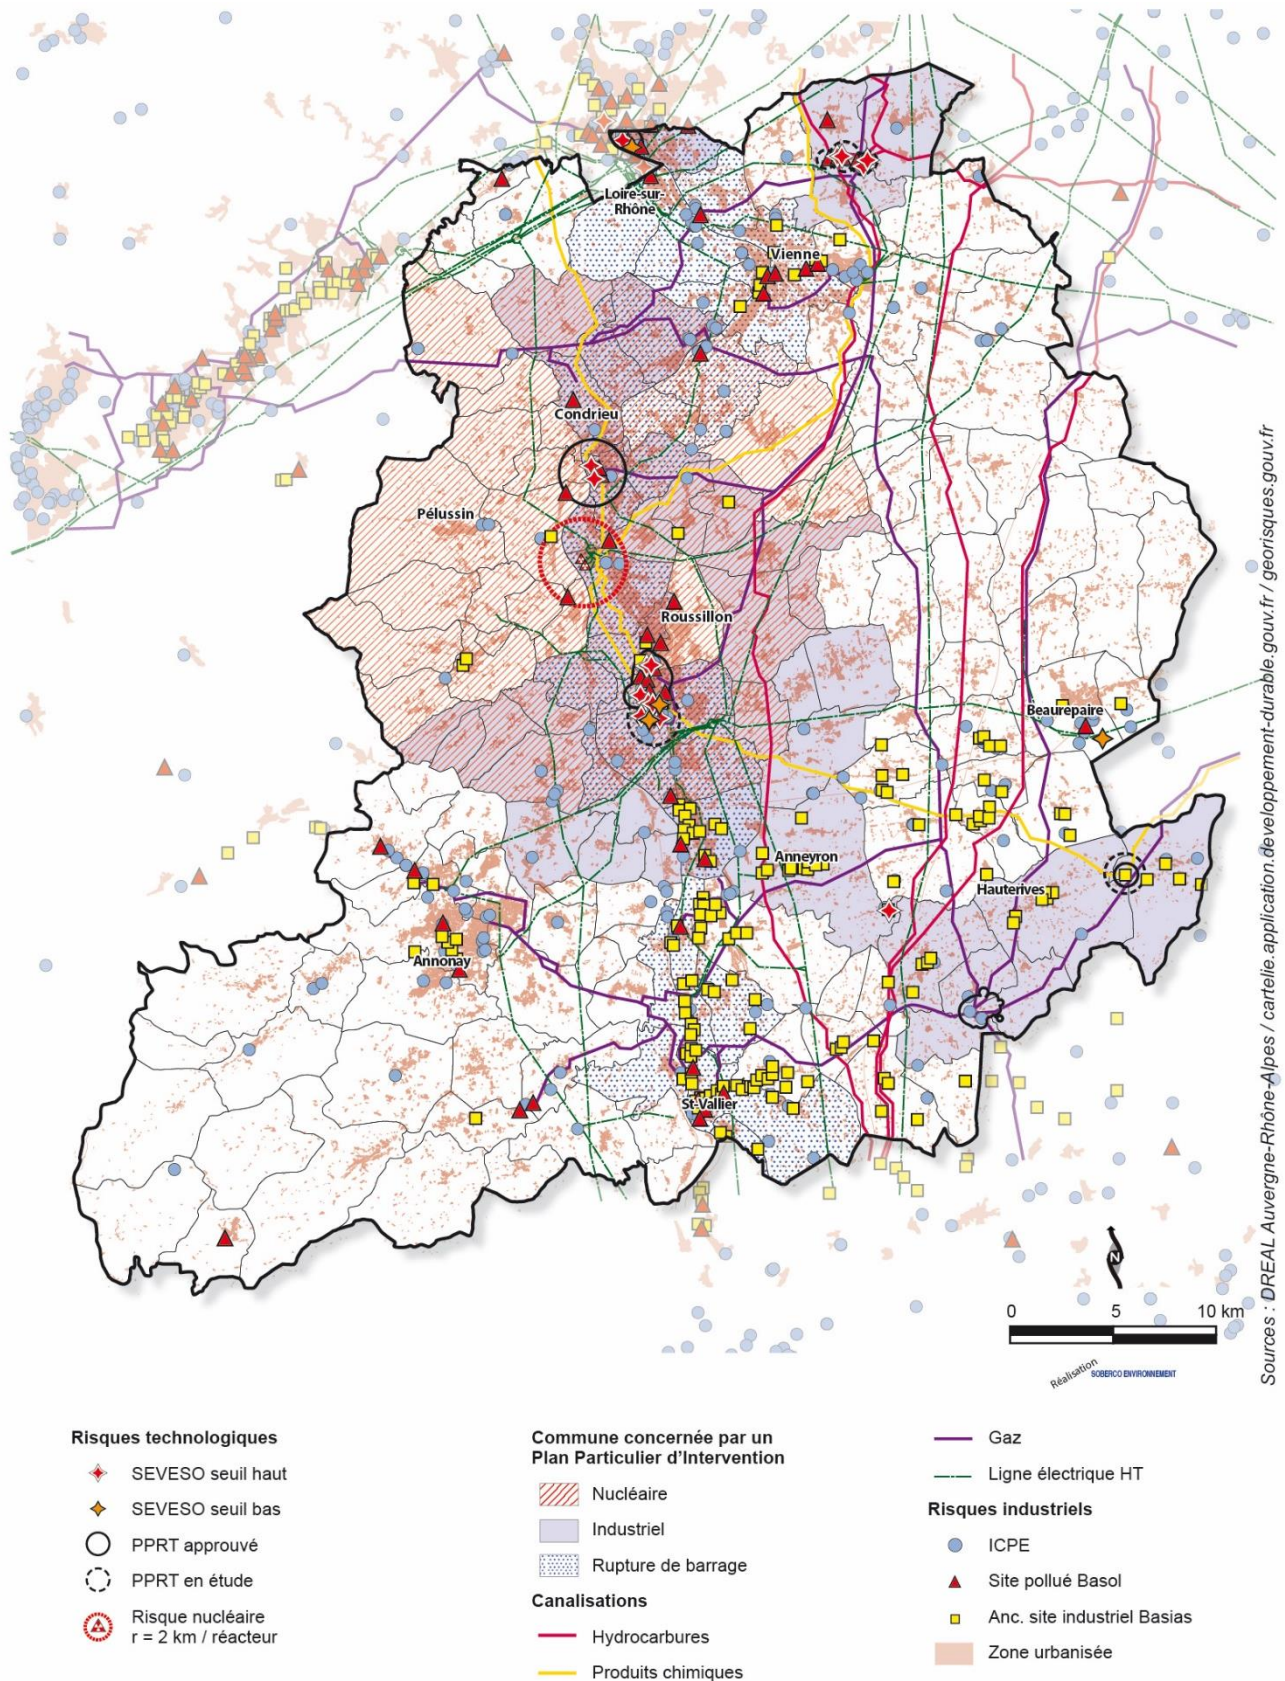 Loire-sur-
Rhône
Vienne
Condrieu
Pélussin
Roussillon
Beaurepaire
Anneyron
Hauterives
Annonay
St-Vallier
N
0 5 10 km
Réalisation
SOBERCO ENVIRONNEMENT
Sources : DREAL Auvergne-Rhône-Alpes / cartelie.application.developpement-durable.gouv.fr / georisques.gouv.fr
Risques technologiques
SEVESO seuil haut
SEVESO seuil bas
PPRT approuvé
PPRT en étude
Risque nucléaire
r = 2 km / réacteur
Commune concernée par un
Plan Particulier d'Intervention
Nucléaire
Industriel
Rupture de barrage
Canalisations
Hydrocarbures
Produits chimiques
Gaz
Ligne électrique HT
Risques industriels
ICPE
Site pollué Basol
Anc. site industriel Basias
Zone urbanisée